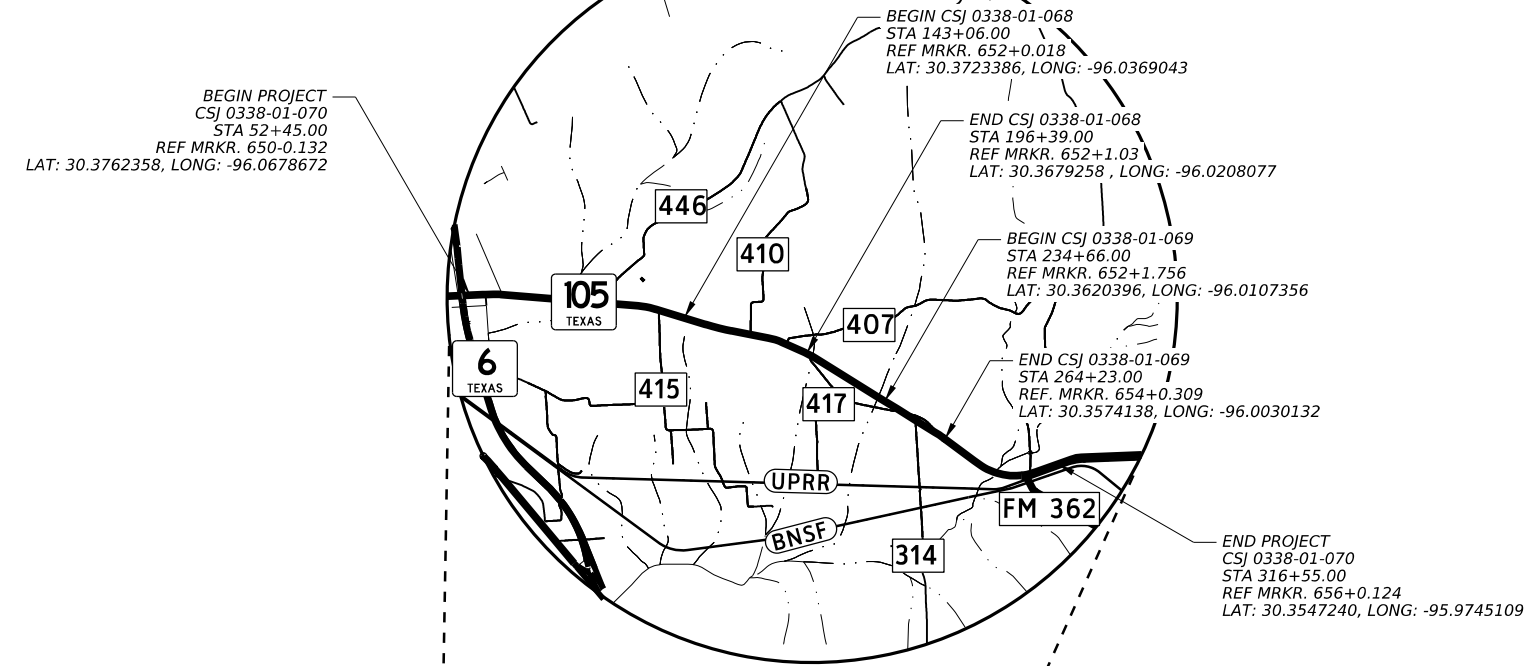 BEGIN CSJ 0338-01-068
STA 143+06.00
REF MRKR. 652+0.018
LAT: 30.3723386, LONG: -96.0369043
BEGIN PROJECT
CSJ 0338-01-070
STA 52+45.00
REF MRKR. 650-0.132
LAT: 30.3762358, LONG: -96.0678672
END CSJ 0338-01-068
STA 196+39.00
REF MRKR. 652+1.03
LAT: 30.3679258 , LONG: -96.0208077
446
410
BEGIN CSJ 0338-01-069
STA 234+66.00
REF MRKR. 652+1.756
LAT: 30.3620396, LONG: -96.0107356
105
TEXAS
407
6
TEXAS
END CSJ 0338-01-069
STA 264+23.00
REF. MRKR. 654+0.309
LAT: 30.3574138, LONG: -96.0030132
415
417
UPRR
FM 362
BNSF
314
END PROJECT
CSJ 0338-01-070
STA 316+55.00
REF MRKR. 656+0.124
LAT: 30.3547240, LONG: -95.9745109